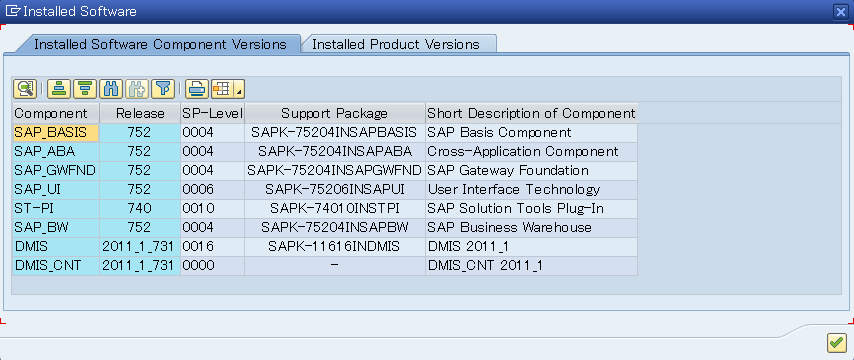 Installed Software
Installed Software Component Versions Installed Product Versions
Component Release SP-Level Support Package Short Description of Component
SAP_BASIS 752 0004 SAPK-75204INSAPBASIS SAP Basis Component
SAP_ABA 752 0004 SAPK-75204INSAPABA Cross-Application Component
SAP_GWFND 752 0004 SAPK-75204INSAPGWFND SAP Gateway Foundation
SAP_UI 752 0006 SAPK-75206INSAPUI User Interface Technology
ST-PI 740 0010 SAPK-74010INSTPI SAP Solution Tools Plug-In
SAP_BW 752 0004 SAPK-75204INSAPBW SAP Business Warehouse
DMIS 2011_1_731 0016 SAPK-11616INDMIS DMIS 2011_1
DMIS_CNT 2011_1_731 0000 - DMIS_CNT 2011_1